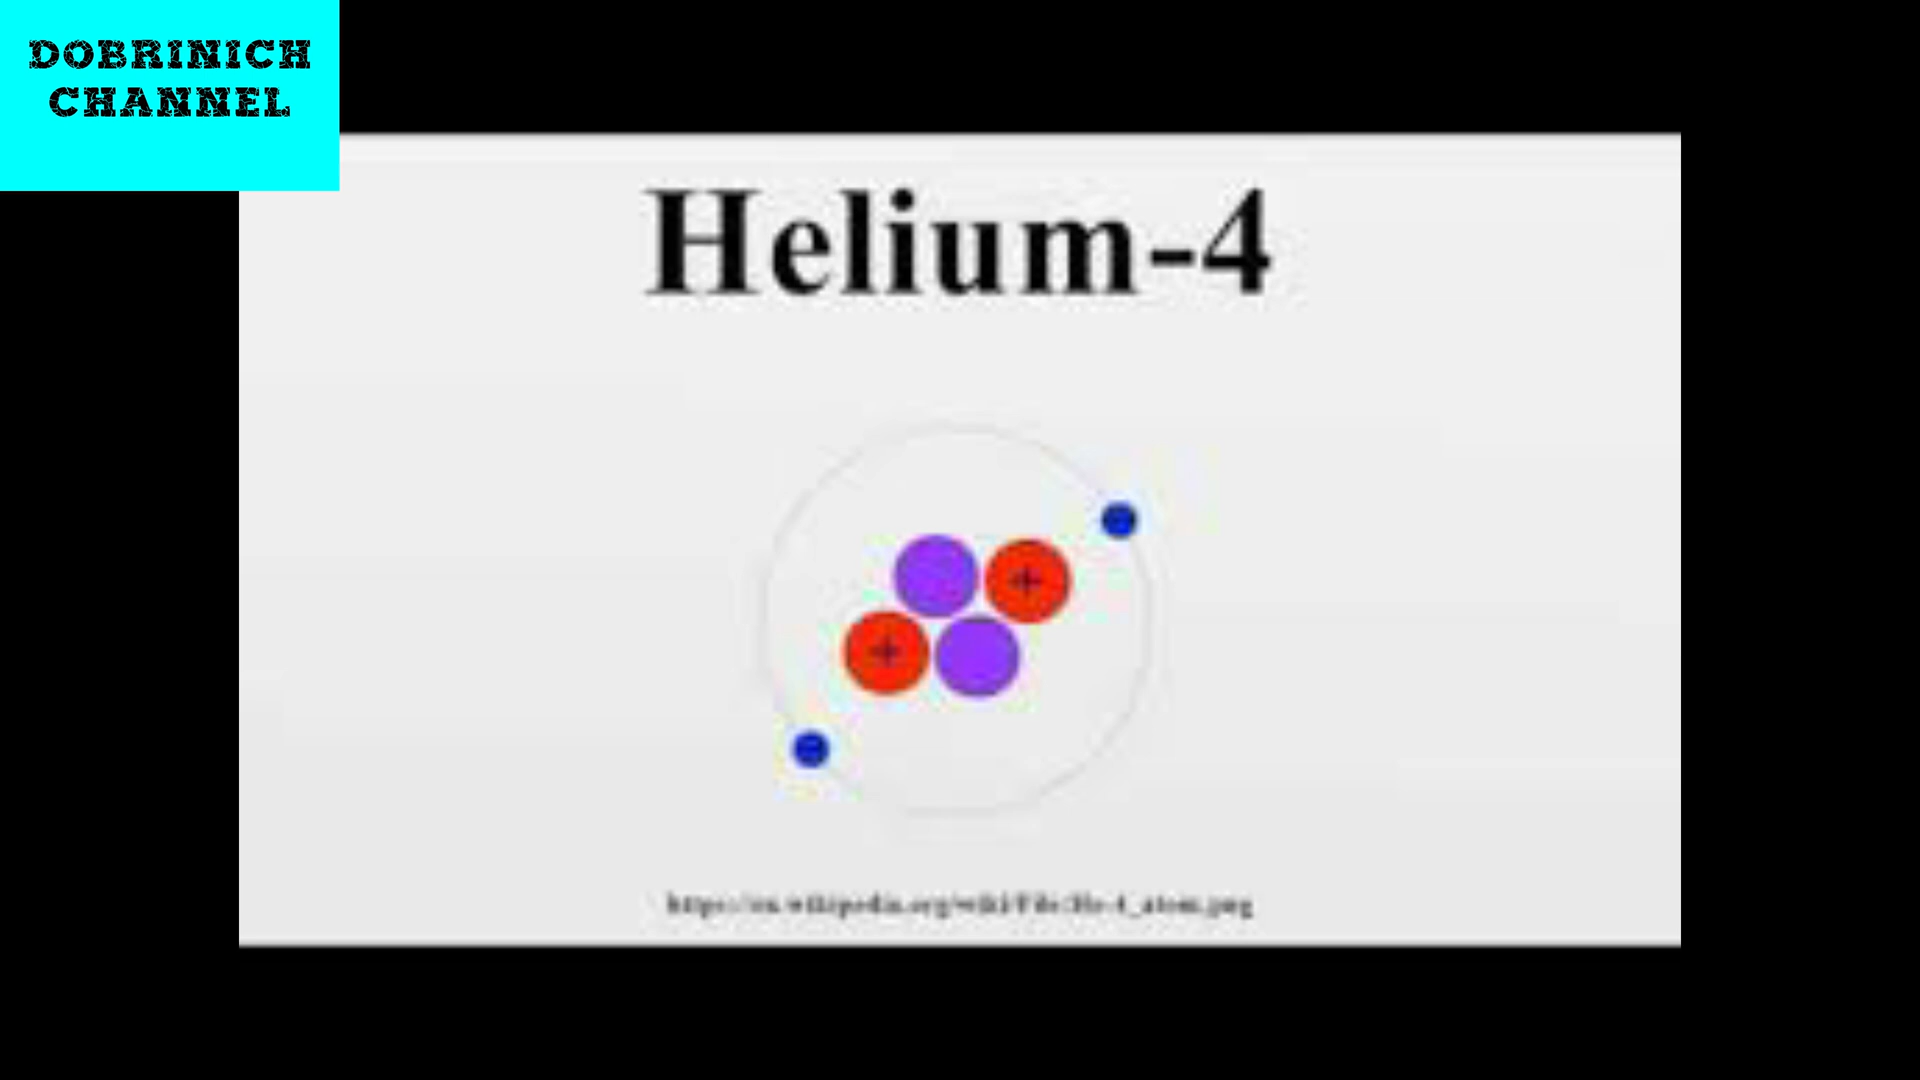 DOBRINICH
CHANNEL
Helium-4
+
+
https://en.wikipedia.org/wiki/File:He-4_atom.png